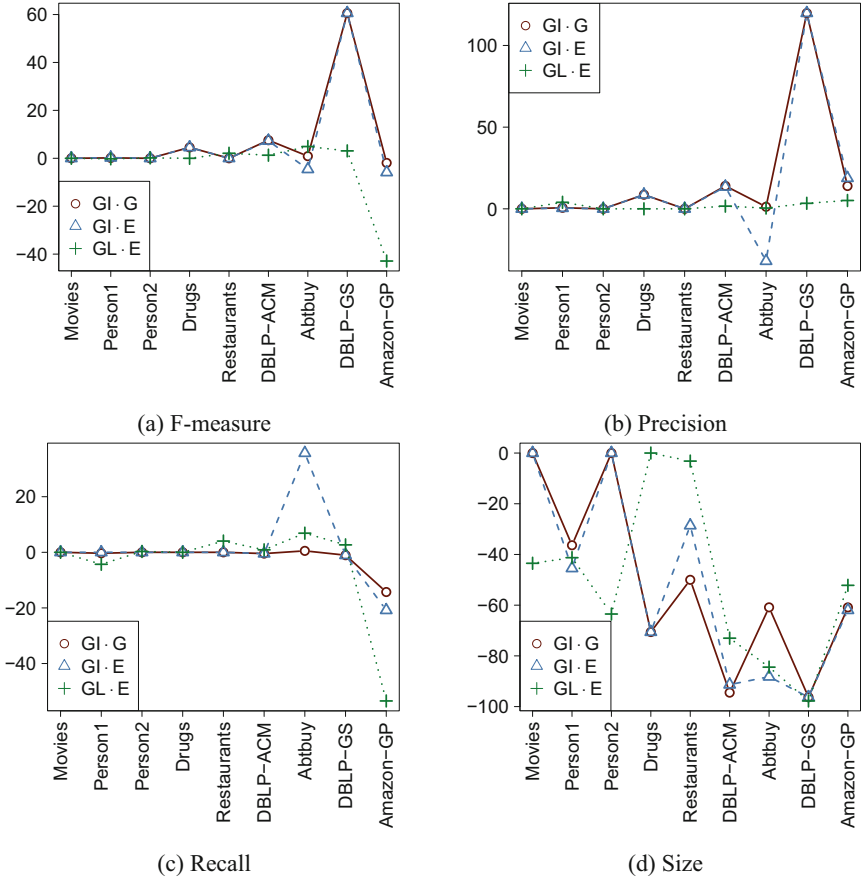 60
40
20
0
−20
−40
GI · G
GI · E
GL · E
Movies
Person1
Person2
Drugs
Restaurants
DBLP−ACM
Abtbuy
DBLP−GS
Amazon−GP
(a) F-measure
100
50
0
GI · G
GI · E
GL · E
Movies
Person1
Person2
Drugs
Restaurants
DBLP−ACM
Abtbuy
DBLP−GS
Amazon−GP
(b) Precision
20
0
−20
−40
GI · G
GI · E
GL · E
Movies
Person1
Person2
Drugs
Restaurants
DBLP−ACM
Abtbuy
DBLP−GS
Amazon−GP
(c) Recall
0
−20
−40
−60
−80
−100
GI · G
GI · E
GL · E
Movies
Person1
Person2
Drugs
Restaurants
DBLP−ACM
Abtbuy
DBLP−GS
Amazon−GP
(d) Size